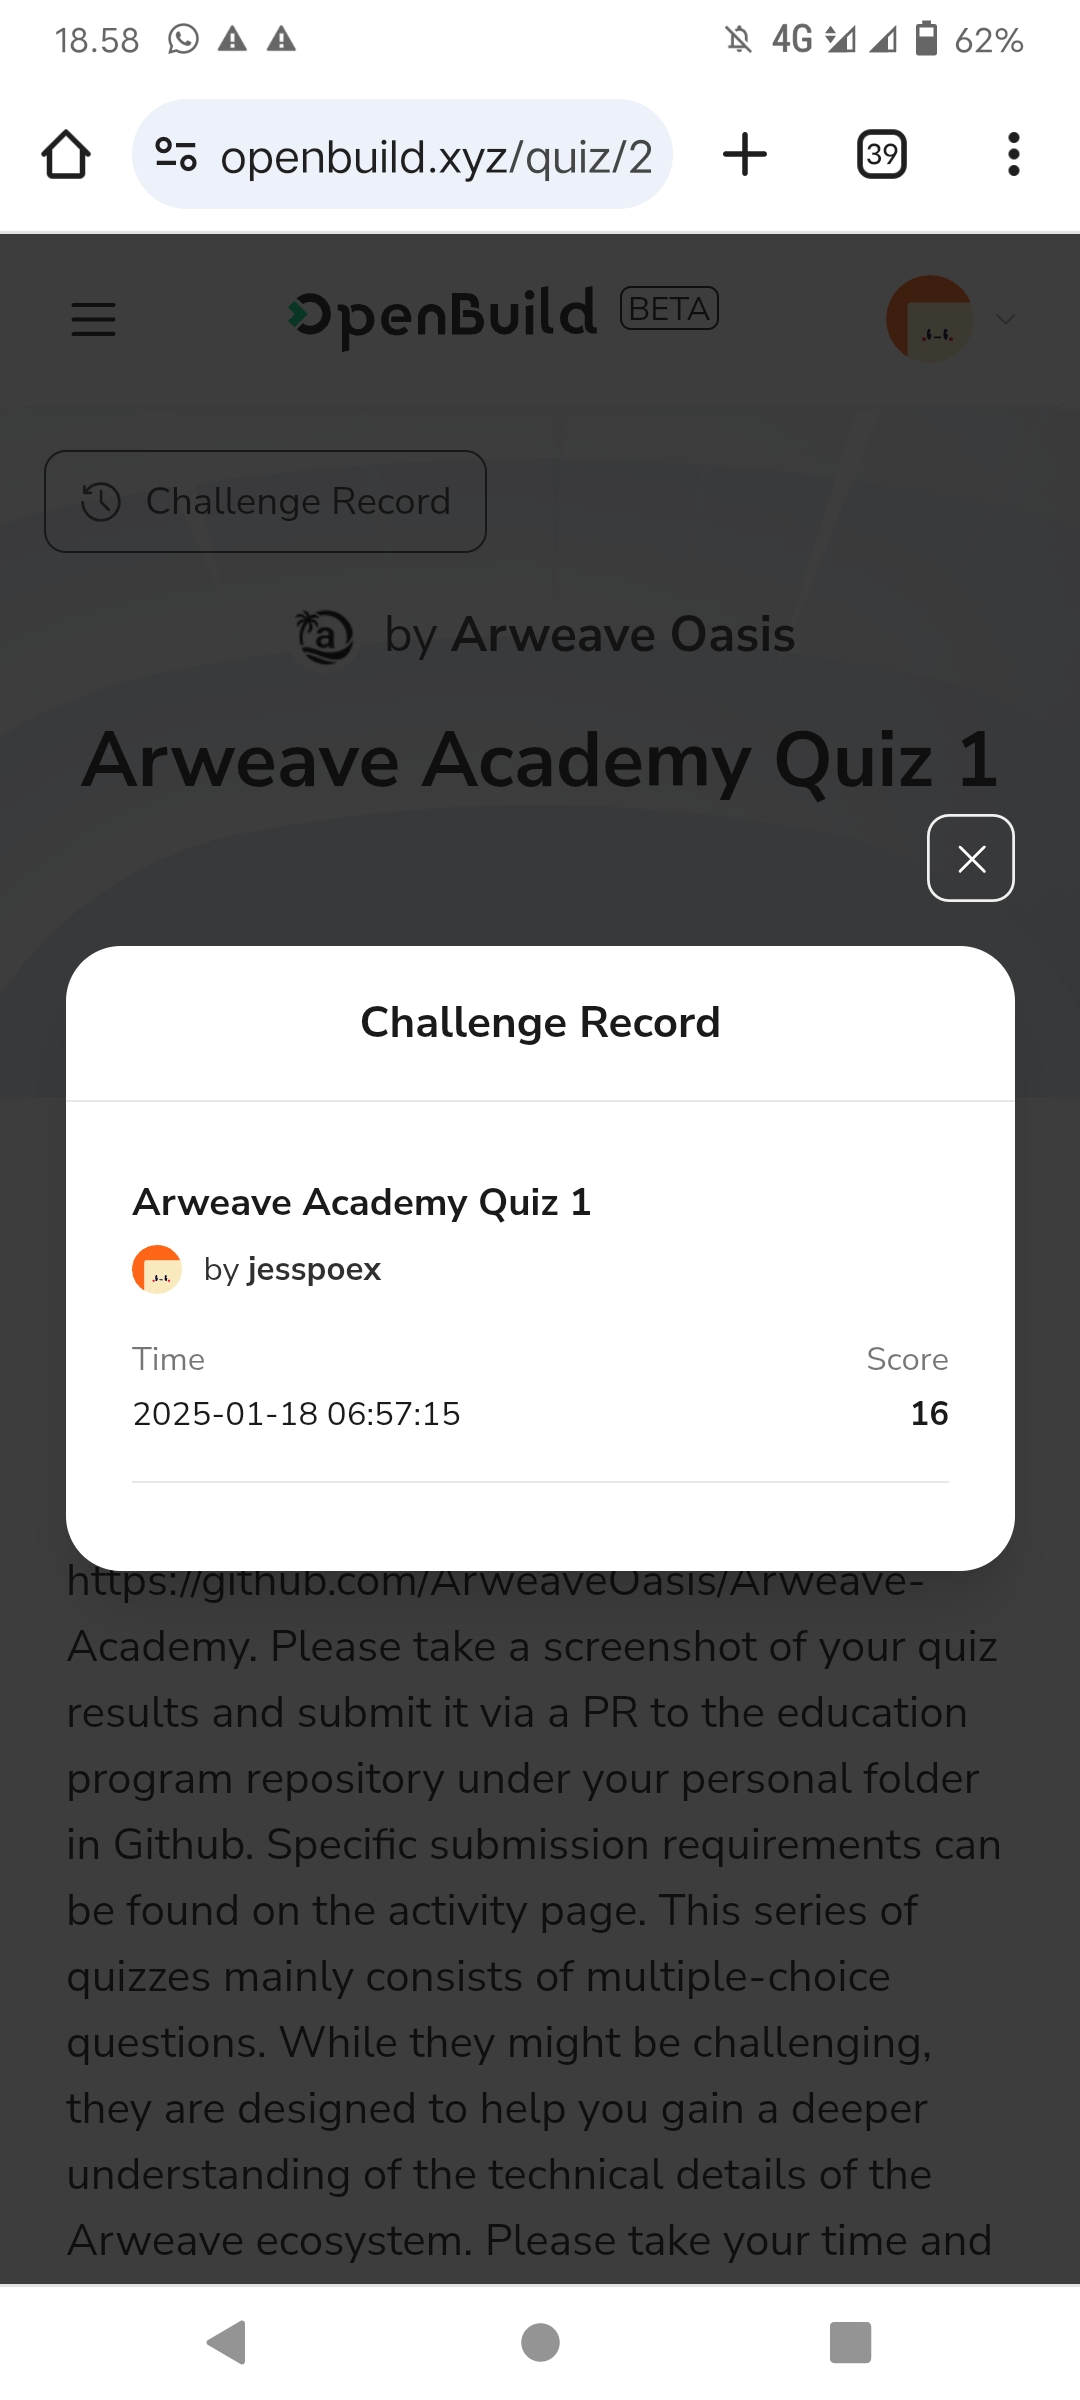 18.58
4G
62%
openbuild.xyz/quiz/2
39
OpenBuild BETA
Challenge Record
by Arweave Oasis
Arweave Academy Quiz 1
Challenge Record
Arweave Academy Quiz 1
by jesspoex
Time Score
2025-01-18 06:57:15 16
https://github.com/ArweaveOasis/Arweave-
Academy. Please take a screenshot of your quiz
results and submit it via a PR to the education
program repository under your personal folder
in Github. Specific submission requirements can
be found on the activity page. This series of
quizzes mainly consists of multiple-choice
questions. While they might be challenging,
they are designed to help you gain a deeper
understanding of the technical details of the
Arweave ecosystem. Please take your time and